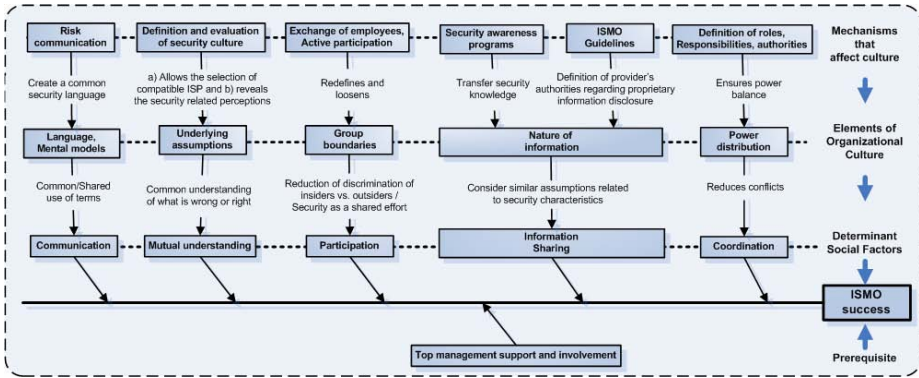 Risk
communication
Definition and evaluation
of security culture
Exchange of employees,
Active participation
Security awareness
programs
ISMO
Guidelines
Definition of roles,
Responsibilities, authorities
Mechanisms
that
affect culture
Create a common
security language
a) Allows the selection of
compatible ISP and b) reveals
the security related perceptions
Redefines and
loosens
Transfer security
knowledge
Definition of provider's
authorities regarding proprietary
information disclosure
Ensures power
balance
Language,
Mental models
Underlying
assumptions
Group
boundaries
Nature of
information
Power
distribution
Elements of
Organizational
Culture
Common/Shared
use of terms
Common understanding
of what is wrong or right
Reduction of discrimination of
insiders vs. outsiders /
Security as a shared effort
Consider similar assumptions related
to security characteristics
Reduces conflicts
Communication
Mutual understanding
Participation
Information
Sharing
Coordination
Determinant
Social Factors
ISMO
success
Top management support and involvement
Prerequisite